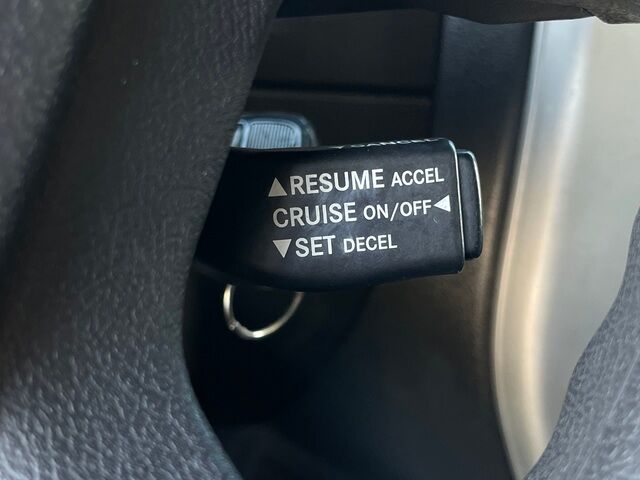 ▲RESUME ACCEL
CRUISE ON/OFF◀
▼SET DECEL